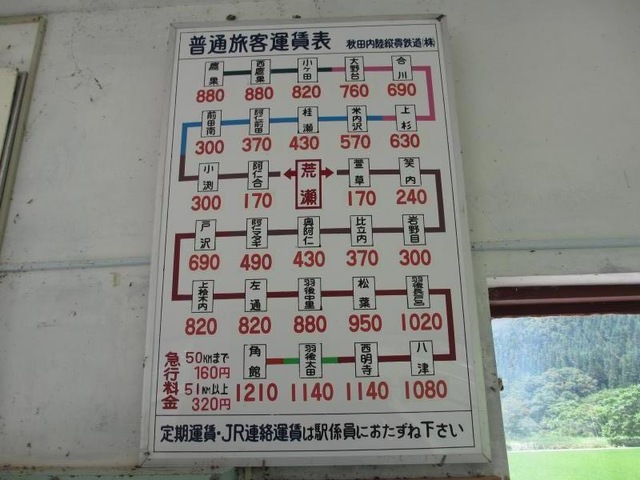 普通旅客運賃表 秋田内陸縦貫鉄道(株)
鷹巣 西鷹巣 小ヶ田 大野台 合川
880 880 820 760 690
前田南 阿仁前田 桂瀬 米内沢 上杉
300 370 430 570 630
小渕 阿仁合 荒瀬 萱草 笑内
300 170 170 240
戸沢 阿仁マタギ 奥阿仁 比立内 岩野目
690 490 430 370 300
上桧木内 左通 羽後中里 松葉 羽後長戸呂
820 820 880 950 1020
急行料金 50KMまで 160円 51KM以上 320円
角館 羽後太田 西明寺 八津
1210 1140 1140 1080
定期運賃・JR連絡運賃は駅係員におたずね下さい